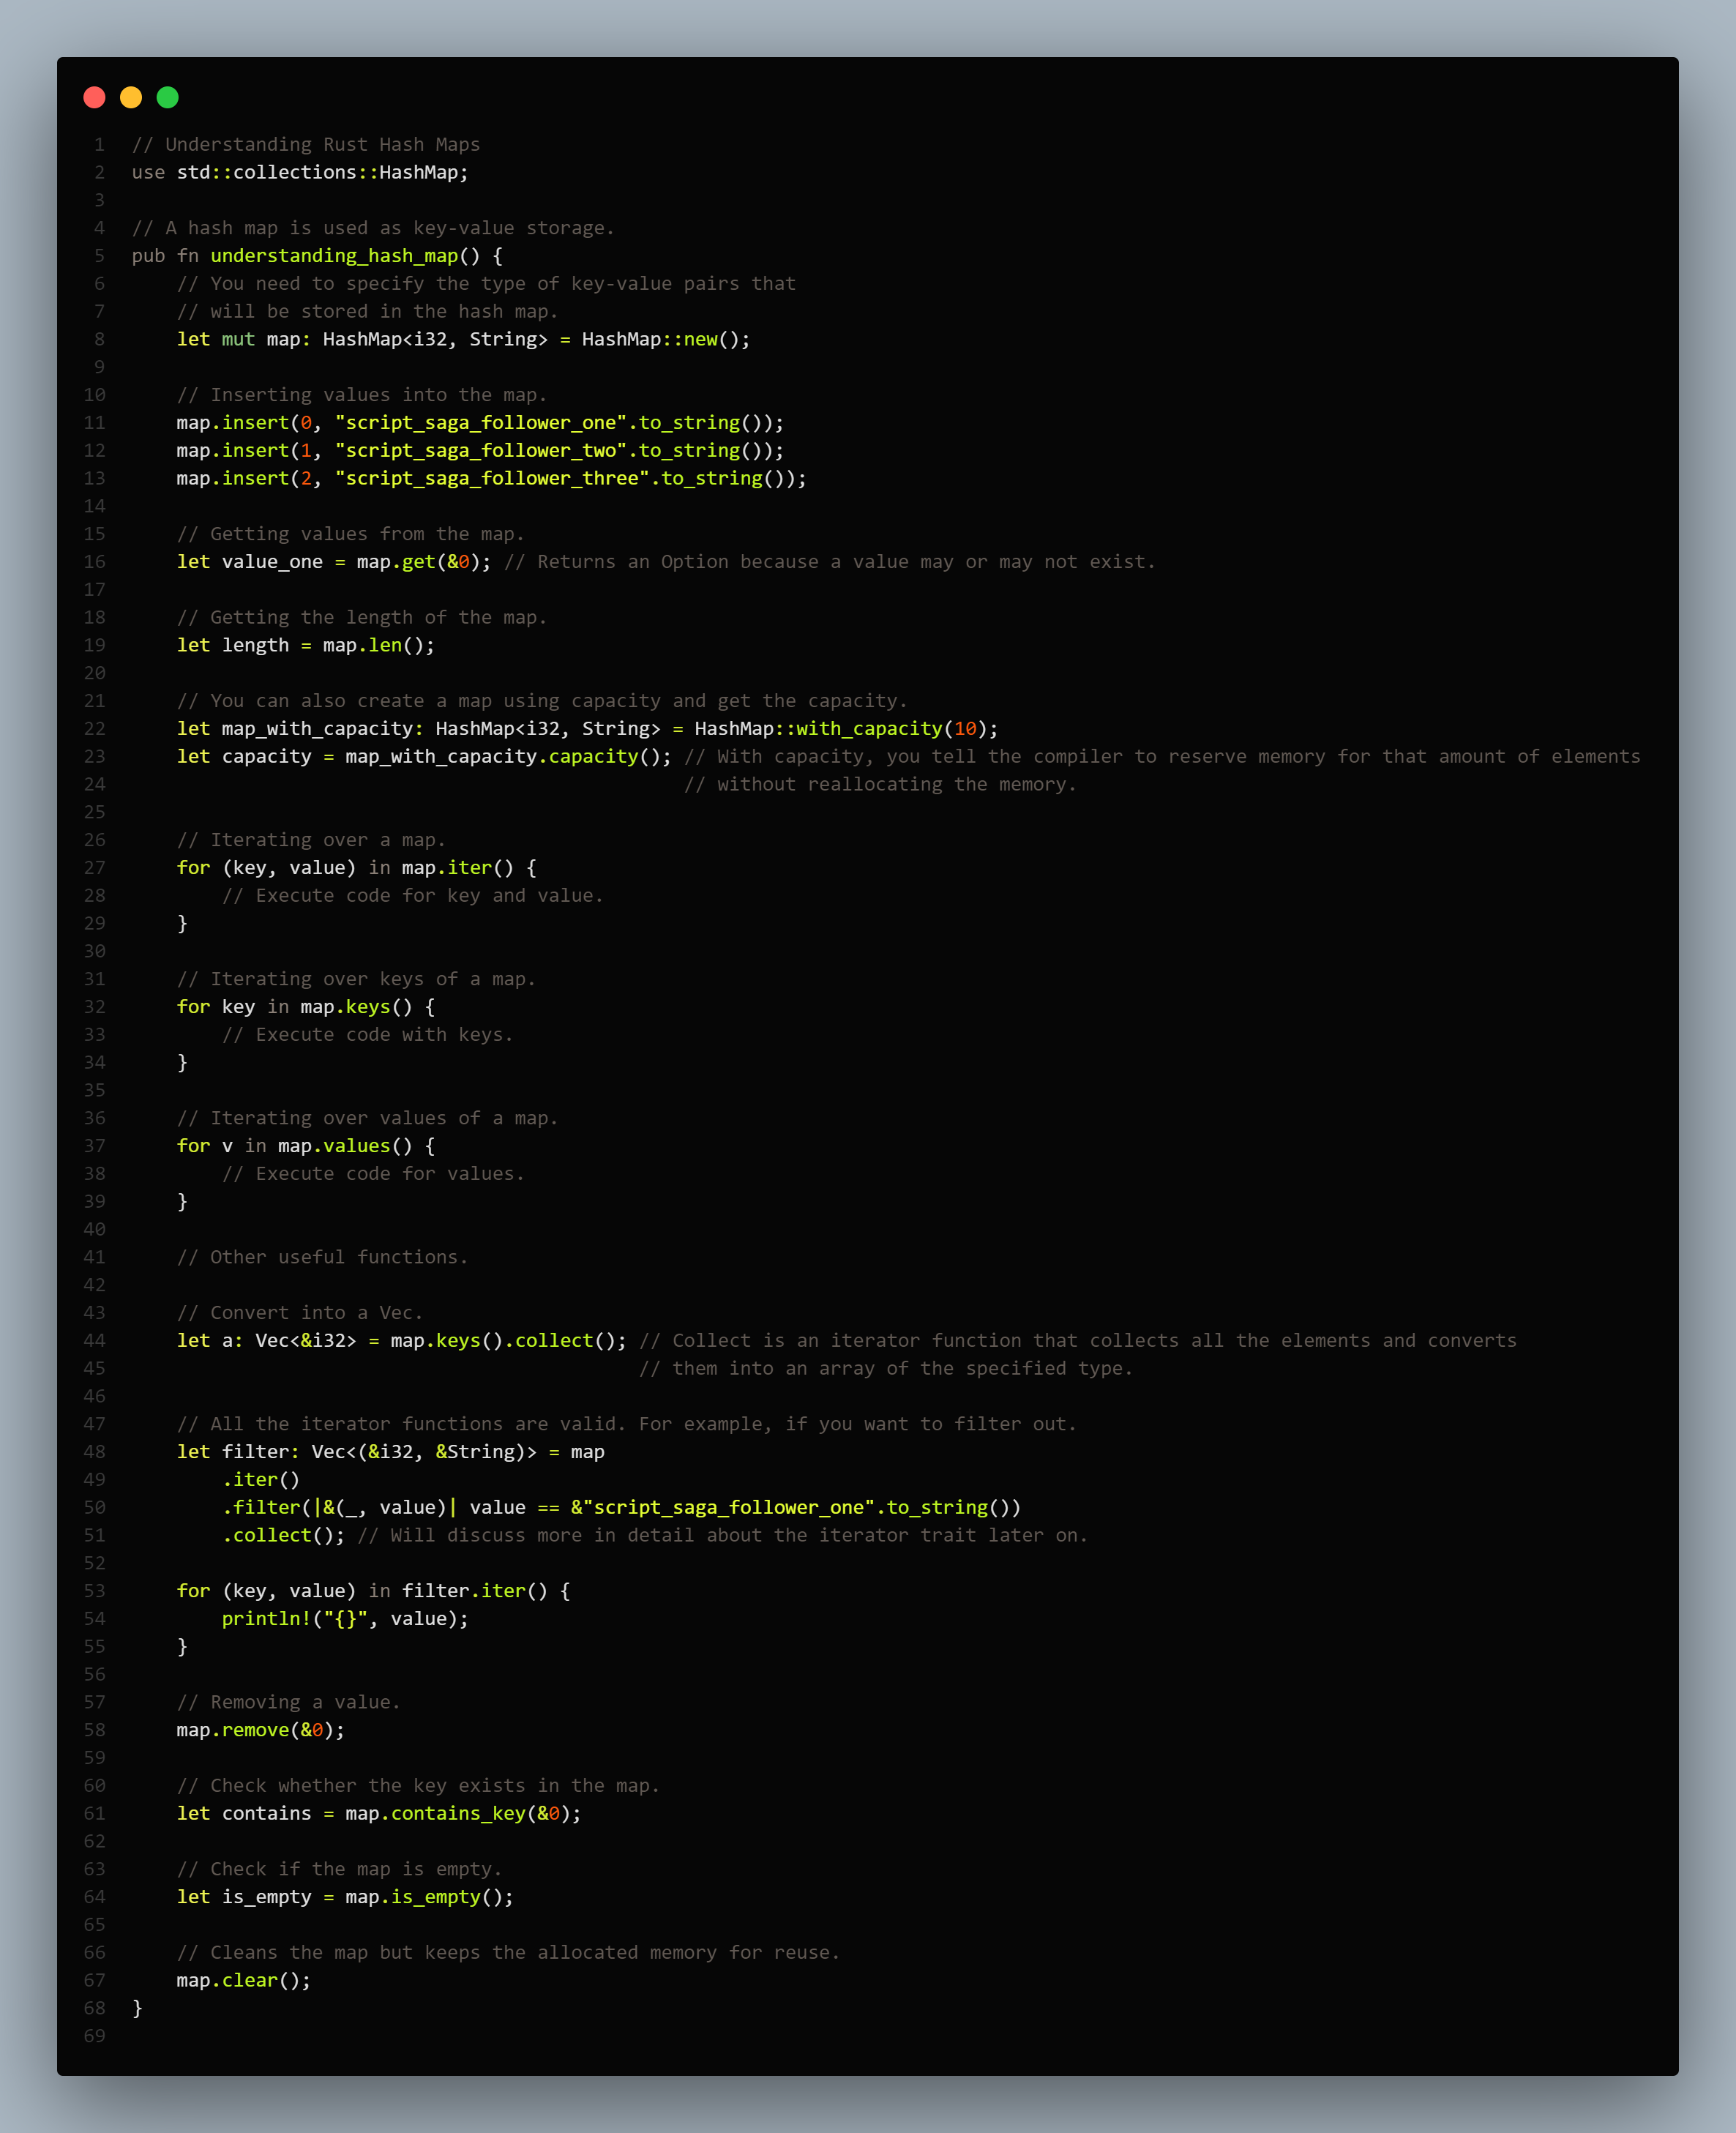 1 // Understanding Rust Hash Maps
2 use std::collections::HashMap;
3
4 // A hash map is used as key-value storage.
5 pub fn understanding_hash_map() {
6     // You need to specify the type of key-value pairs that
7     // will be stored in the hash map.
8     let mut map: HashMap<i32, String> = HashMap::new();
9
10     // Inserting values into the map.
11     map.insert(0, "script_saga_follower_one".to_string());
12     map.insert(1, "script_saga_follower_two".to_string());
13     map.insert(2, "script_saga_follower_three".to_string());
14
15     // Getting values from the map.
16     let value_one = map.get(&0); // Returns an Option because a value may or may not exist.
17
18     // Getting the length of the map.
19     let length = map.len();
20
21     // You can also create a map using capacity and get the capacity.
22     let map_with_capacity: HashMap<i32, String> = HashMap::with_capacity(10);
23     let capacity = map_with_capacity.capacity(); // With capacity, you tell the compiler to reserve memory for that amount of elements
24                                                  // without reallocating the memory.
25
26     // Iterating over a map.
27     for (key, value) in map.iter() {
28         // Execute code for key and value.
29     }
30
31     // Iterating over keys of a map.
32     for key in map.keys() {
33         // Execute code with keys.
34     }
35
36     // Iterating over values of a map.
37     for v in map.values() {
38         // Execute code for values.
39     }
40
41     // Other useful functions.
42
43     // Convert into a Vec.
44     let a: Vec<&i32> = map.keys().collect(); // Collect is an iterator function that collects all the elements and converts
45                                              // them into an array of the specified type.
46
47     // All the iterator functions are valid. For example, if you want to filter out.
48     let filter: Vec<(&i32, &String)> = map
49         .iter()
50         .filter(|&(_, value)| value == &"script_saga_follower_one".to_string())
51         .collect(); // Will discuss more in detail about the iterator trait later on.
52
53     for (key, value) in filter.iter() {
54         println!("{}", value);
55     }
56
57     // Removing a value.
58     map.remove(&0);
59
60     // Check whether the key exists in the map.
61     let contains = map.contains_key(&0);
62
63     // Check if the map is empty.
64     let is_empty = map.is_empty();
65
66     // Cleans the map but keeps the allocated memory for reuse.
67     map.clear();
68 }
69